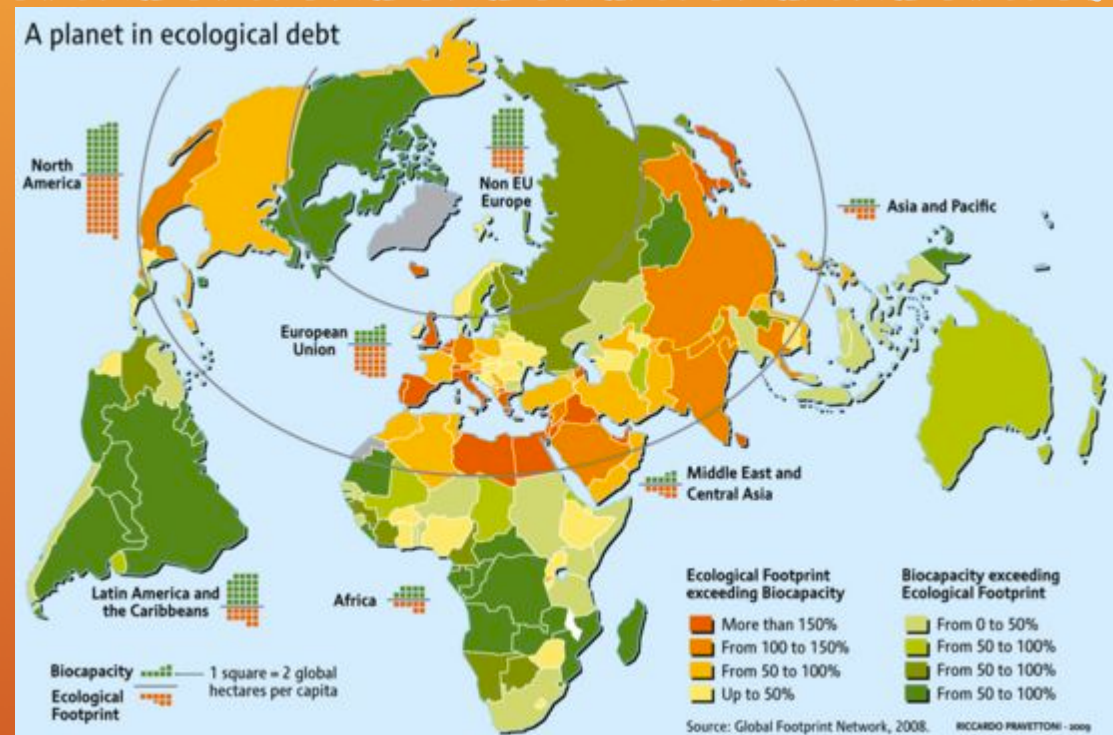 A planet in ecological debt
North
America
Non EU
Europe
Asia and Pacific
European
Union
Middle East and
Central Asia
Latin America and
the Caribbeans
Africa
Biocapacity
Ecological
Footprint
1 square = 2 global
hectares per capita
Ecological Footprint
exceeding Biocapacity
More than 150%
From 100 to 150%
From 50 to 100%
Up to 50%
Biocapacity exceeding
Ecological Footprint
From 0 to 50%
From 50 to 100%
From 50 to 100%
From 50 to 100%
Source: Global Footprint Network, 2008.
RICCARDO PRAVETTONI - 2009